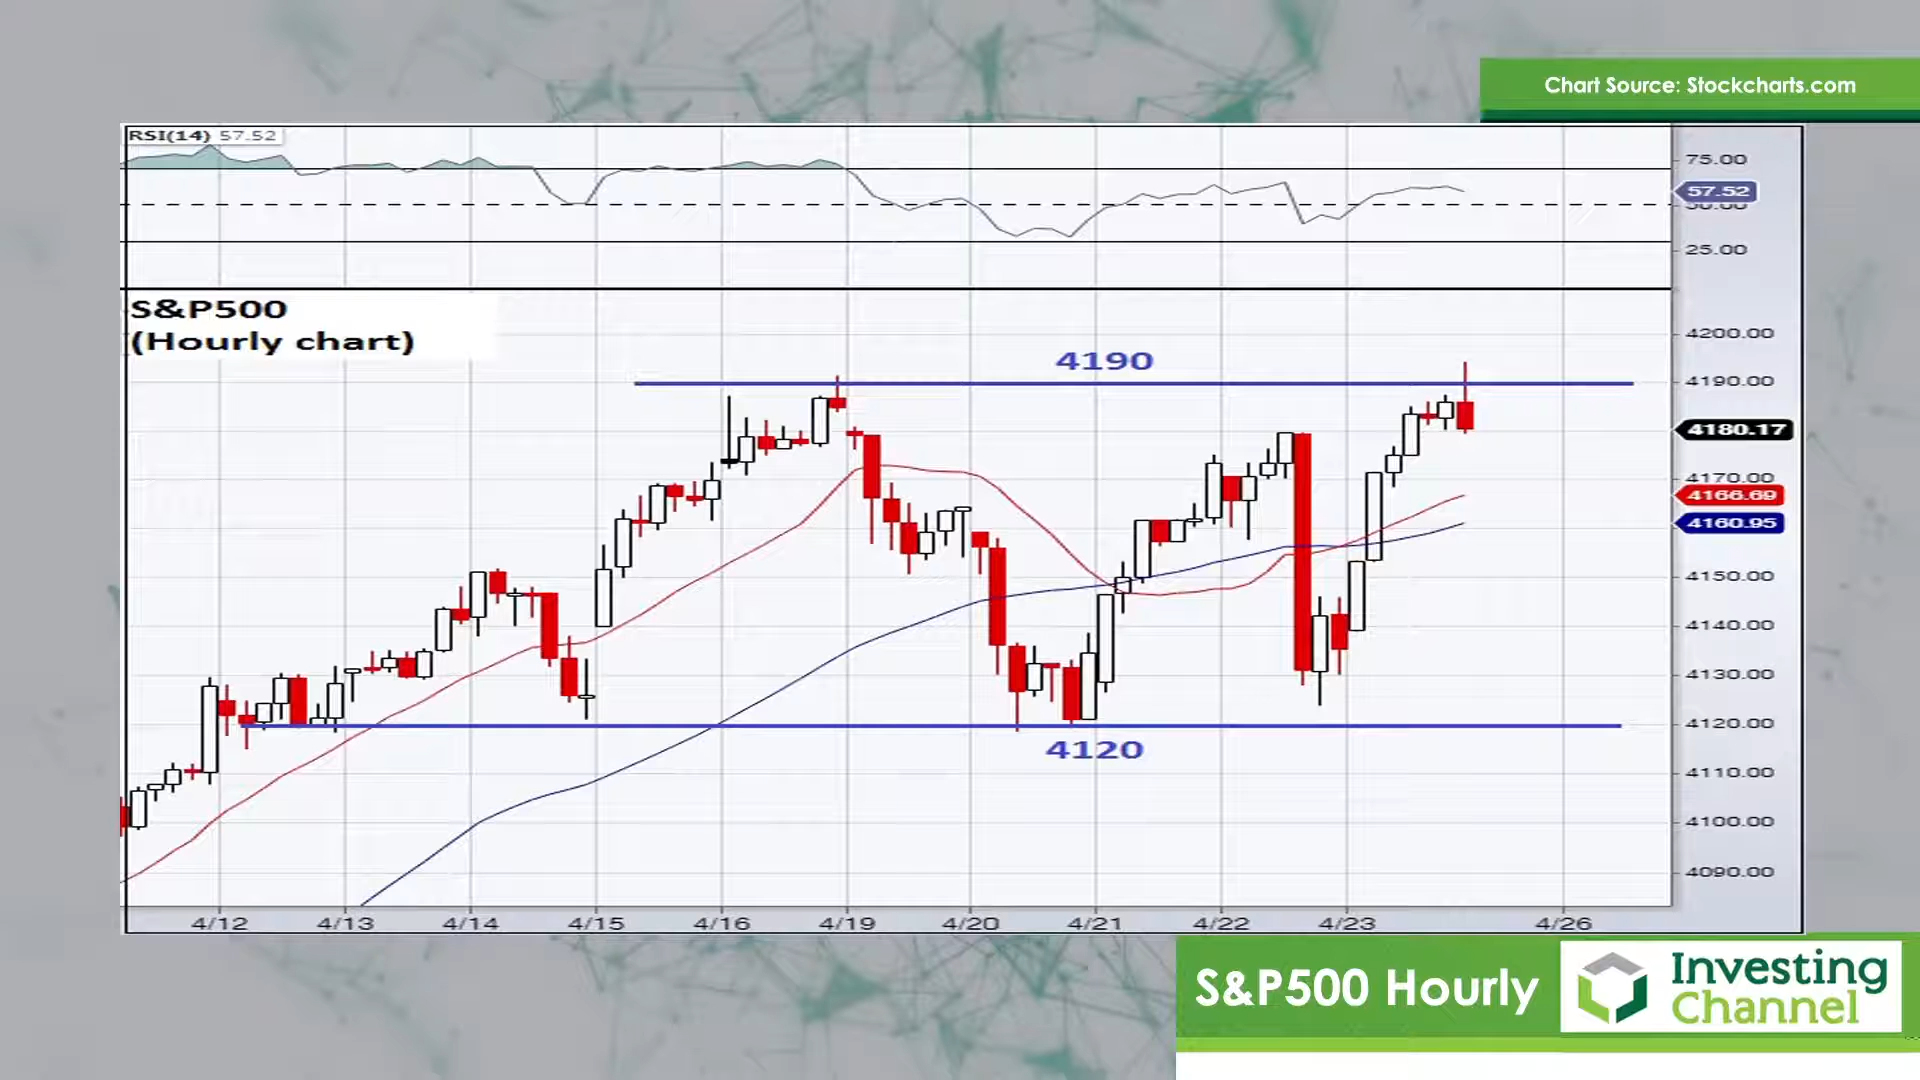 Chart Source: Stockcharts.com
RSI(14) 57.52
75.00
57.52
50.00
25.00
S&P500
(Hourly chart)
4200.00
4190
4190.00
4180.17
4170.00
4166.69
4160.95
4150.00
4140.00
4130.00
4120.00
4120
4110.00
4100.00
4090.00
4/12 4/13 4/14 4/15 4/16 4/19 4/20 4/21 4/22 4/23 4/26
S&P500 Hourly
Investing
Channel